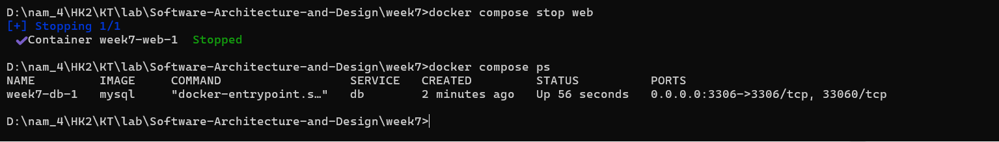 D:\nam_4\HK2\KT\lab\Software-Architecture-and-Design\week7>docker compose stop web
[+] Stopping 1/1
✔Container week7-web-1  Stopped
D:\nam_4\HK2\KT\lab\Software-Architecture-and-Design\week7>docker compose ps
NAME         IMAGE     COMMAND                  SERVICE   CREATED         STATUS          PORTS
week7-db-1   mysql     "docker-entrypoint.s…"   db        2 minutes ago   Up 56 seconds   0.0.0.0:3306->3306/tcp, 33060/tcp
D:\nam_4\HK2\KT\lab\Software-Architecture-and-Design\week7>